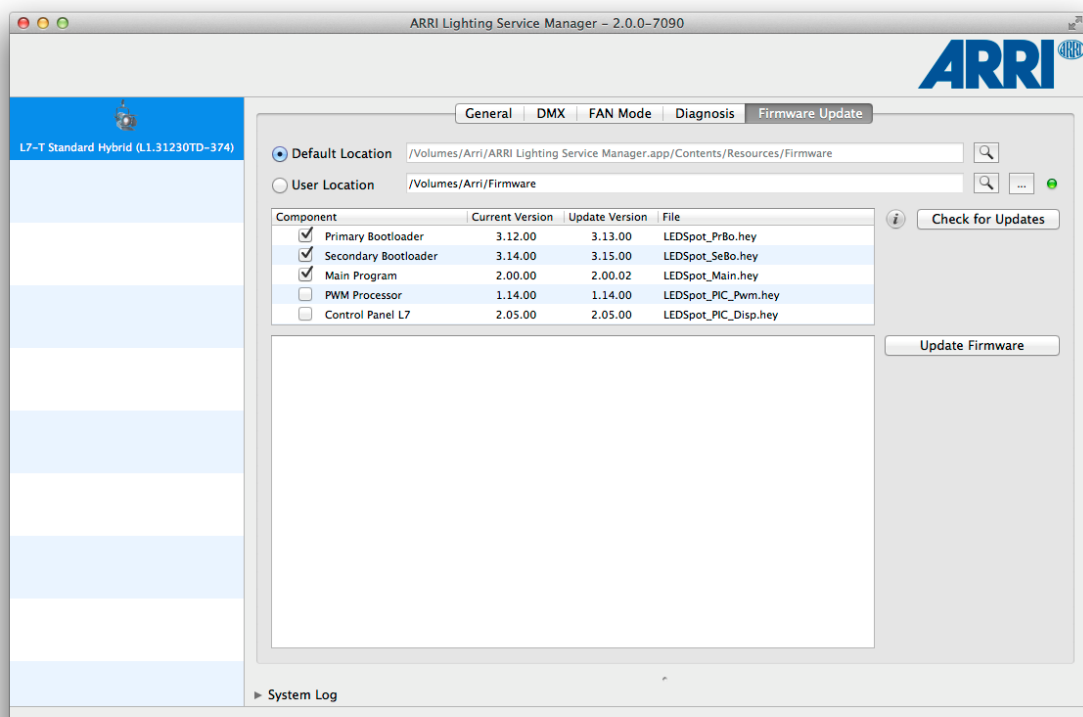 ARRI Lighting Service Manager - 2.0.0-7090
ARRI ARRI
L7-T Standard Hybrid (L1.31230TD-374)
General DMX FAN Mode Diagnosis Firmware Update
Default Location /Volumes/Arri/ARRI Lighting Service Manager.app/Contents/Resources/Firmware
User Location /Volumes/Arri/Firmware ...
Component Current Version Update Version File
i Check for Updates
Primary Bootloader 3.12.00 3.13.00 LEDSpot_PrBo.hey
Secondary Bootloader 3.14.00 3.15.00 LEDSpot_SeBo.hey
Main Program 2.00.00 2.00.02 LEDSpot_Main.hey
PWM Processor 1.14.00 1.14.00 LEDSpot_PIC_Pwm.hey
Control Panel L7 2.05.00 2.05.00 LEDSpot_PIC_Disp.hey
Update Firmware
System Log